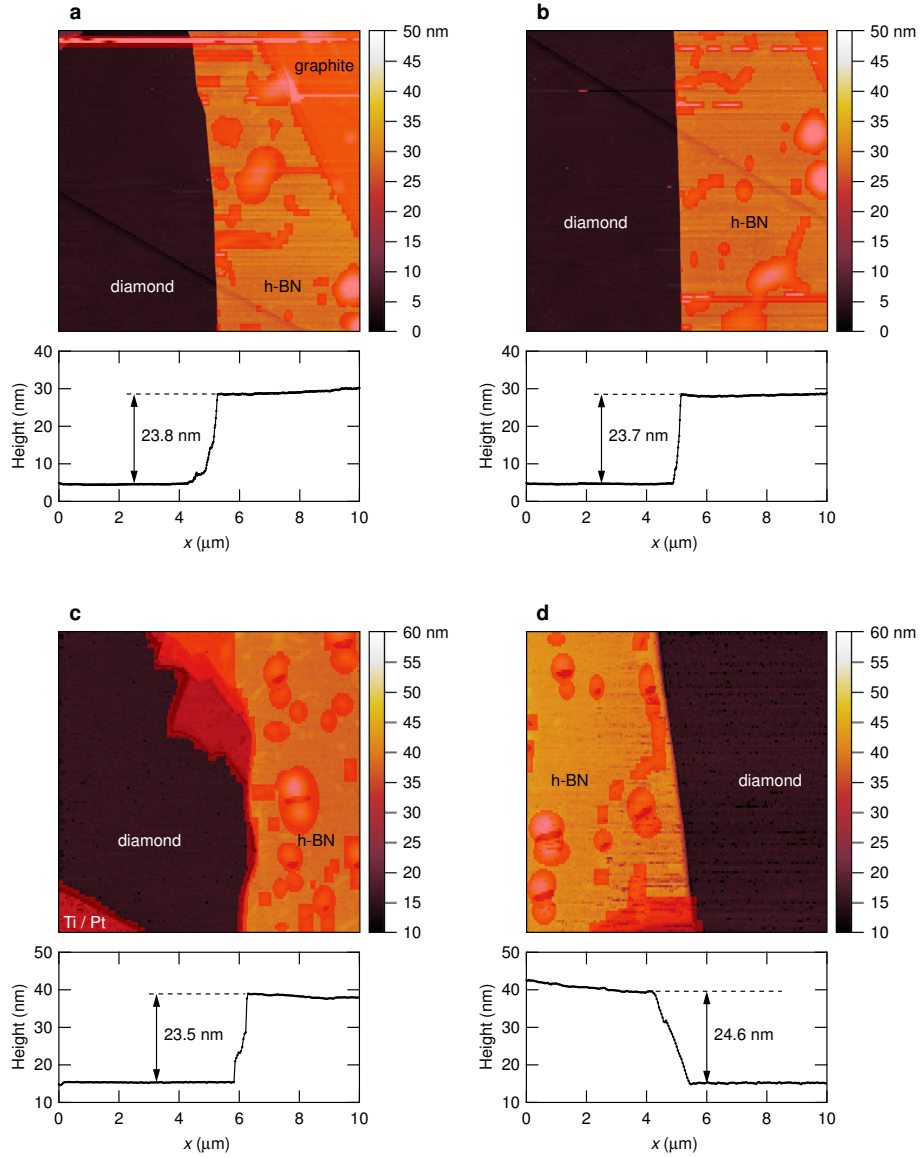 a
graphite
diamond
h-BN
50 nm
45
40
35
30
25
20
15
10
5
0
40
30
20
10
0
Height (nm)
23.8 nm
0 2 4 6 8 10
x (μm)
b
diamond
h-BN
50 nm
45
40
35
30
25
20
15
10
5
0
40
30
20
10
0
Height (nm)
23.7 nm
0 2 4 6 8 10
x (μm)
c
diamond
h-BN
Ti / Pt
60 nm
55
50
45
40
35
30
25
20
15
10
50
40
30
20
10
Height (nm)
23.5 nm
0 2 4 6 8 10
x (μm)
d
h-BN
diamond
60 nm
55
50
45
40
35
30
25
20
15
10
50
40
30
20
10
Height (nm)
24.6 nm
0 2 4 6 8 10
x (μm)